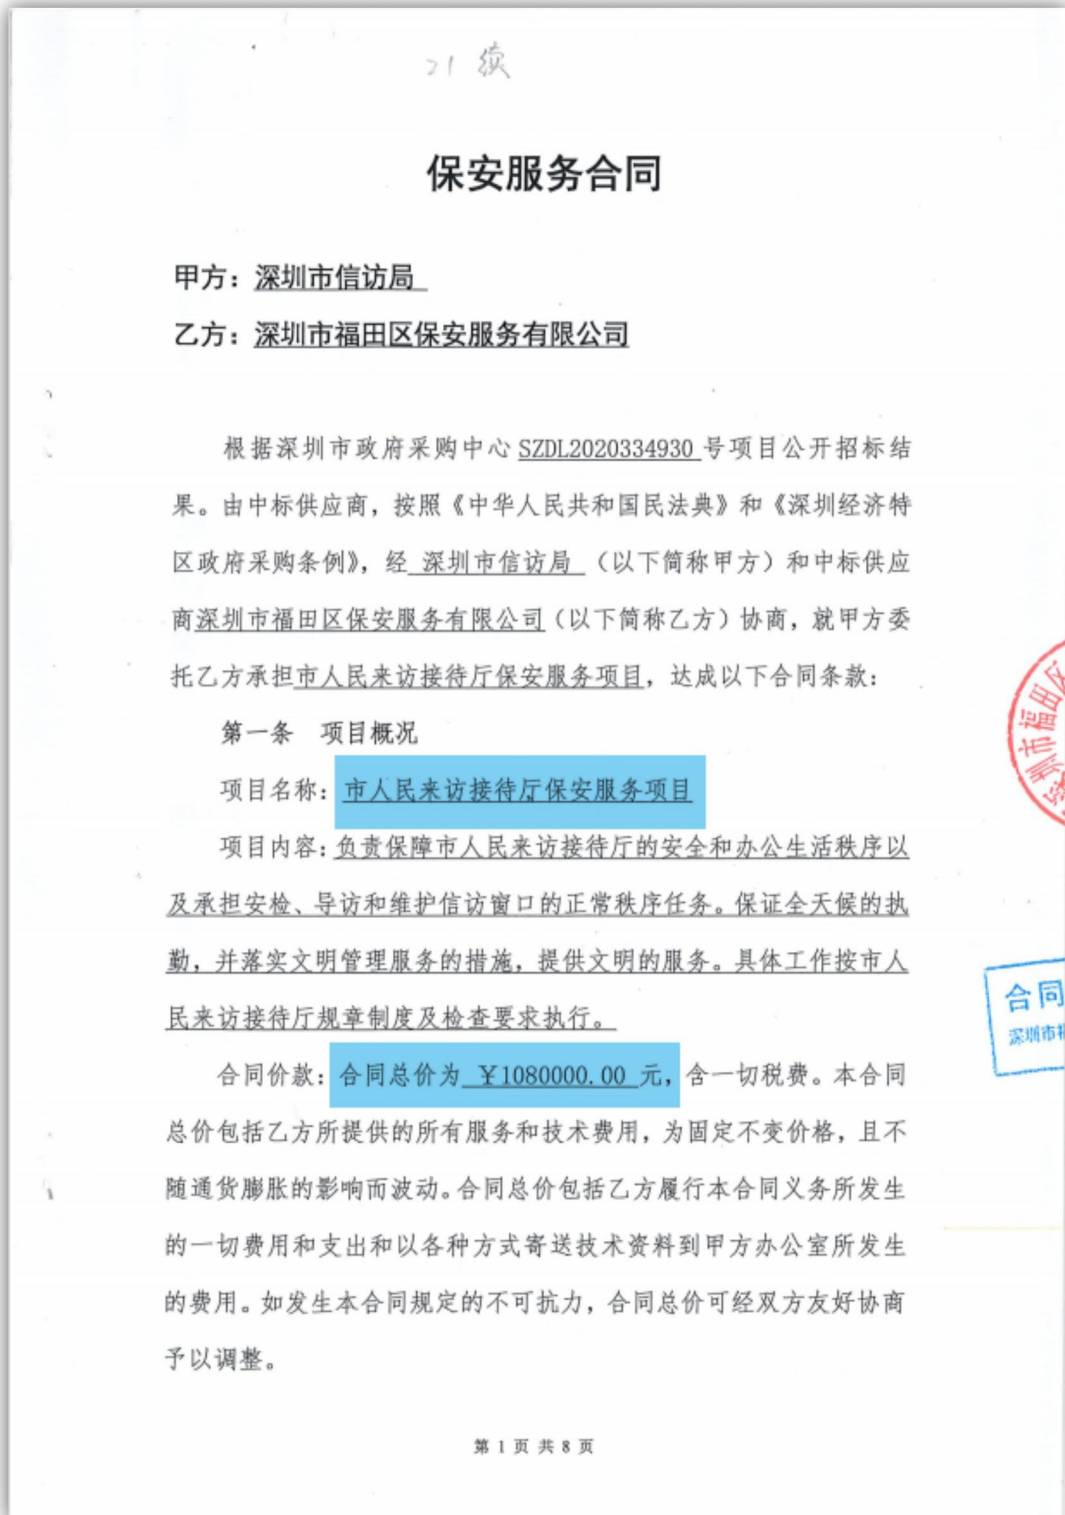 21 续
保安服务合同
甲方：深圳市信访局
乙方：深圳市福田区保安服务有限公司
根据深圳市政府采购中心 SZDL2020334930 号项目公开招标结
果。由中标供应商，按照《中华人民共和国民法典》和《深圳经济特
区政府采购条例》，经 深圳市信访局 （以下简称甲方）和中标供应
商深圳市福田区保安服务有限公司（以下简称乙方）协商，就甲方委
托乙方承担市人民来访接待厅保安服务项目，达成以下合同条款：
第一条 项目概况
项目名称：市人民来访接待厅保安服务项目
项目内容：负责保障市人民来访接待厅的安全和办公生活秩序以
及承担安检、导访和维护信访窗口的正常秩序任务。保证全天候的执
勤，并落实文明管理服务的措施，提供文明的服务。具体工作按市人
民来访接待厅规章制度及检查要求执行。
合同价款：合同总价为 ￥1080000.00 元，含一切税费。本合同
总价包括乙方所提供的所有服务和技术费用，为固定不变价格，且不
随通货膨胀的影响而波动。合同总价包括乙方履行本合同义务所发生
的一切费用和支出和以各种方式寄送技术资料到甲方办公室所发生
的费用。如发生本合同规定的不可抗力，合同总价可经双方友好协商
予以调整。
圳市福田区
合同
深圳市福
第 1 页 共 8 页